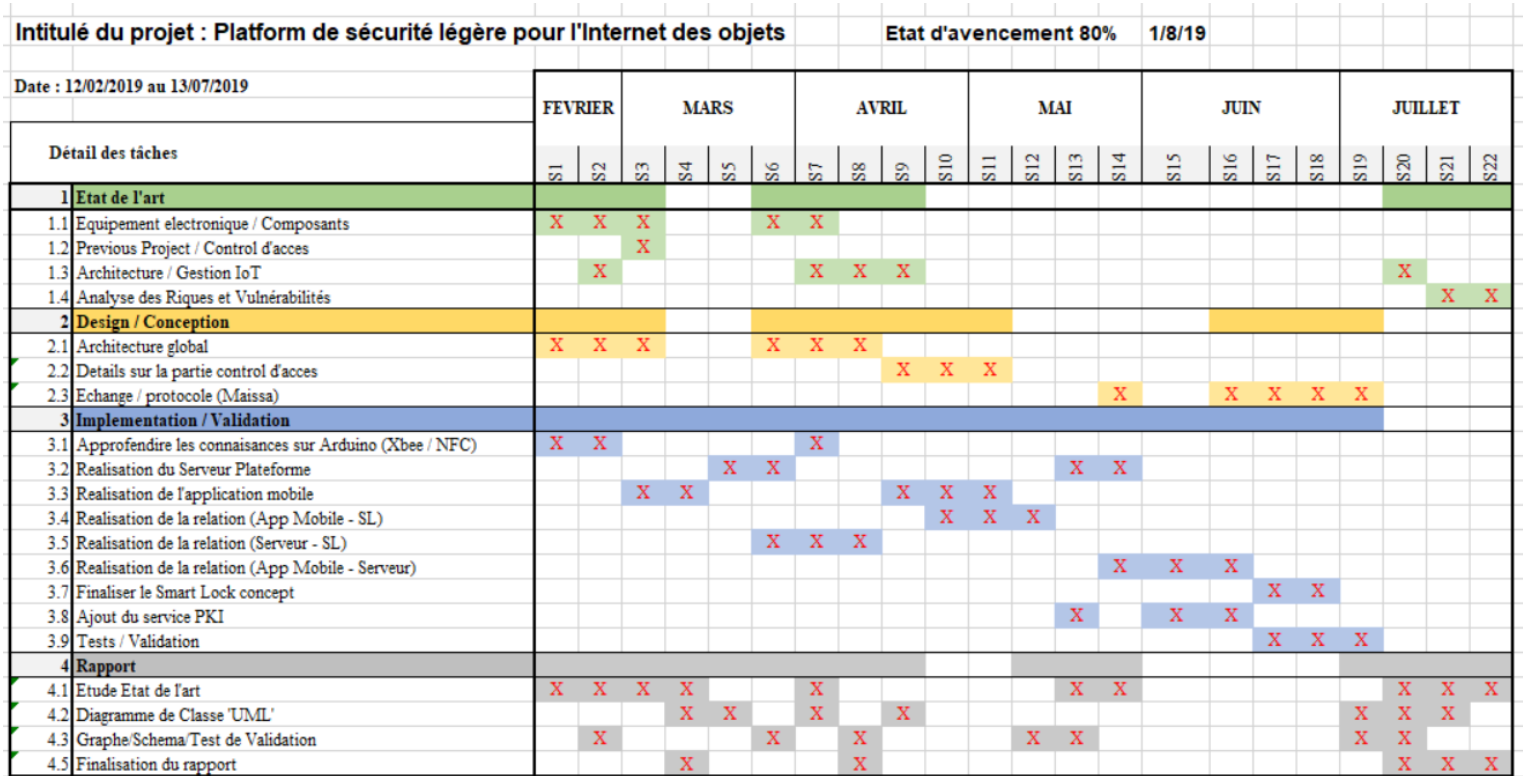 Intitulé du projet : Platform de sécurité légère pour l'Internet des objets Etat d'avencement 80% 1/8/19
Date : 12/02/2019 au 13/07/2019
FEVRIER MARS AVRIL MAI JUIN JUILLET
Détail des tâches
S1 S2 S3 S4 S5 S6 S7 S8 S9 S10 S11 S12 S13 S14 S15 S16 S17 S18 S19 S20 S21 S22
1 Etat de l'art
1.1 Equipement electronique / Composants X X X X X
1.2 Previous Project / Control d'acces X
1.3 Architecture / Gestion IoT X X X X X
1.4 Analyse des Riques et Vulnérabilités X X
2 Design / Conception
2.1 Architecture global X X X X X X
2.2 Details sur la partie control d'acces X X X
2.3 Echange / protocole (Maissa) X X X X X
3 Implementation / Validation
3.1 Approfendire les connaisances sur Arduino (Xbee / NFC) X X X
3.2 Realisation du Serveur Plateforme X X X X
3.3 Realisation de l'application mobile X X X X X
3.4 Realisation de la relation (App Mobile - SL) X X X
3.5 Realisation de la relation (Serveur - SL) X X X
3.6 Realisation de la relation (App Mobile - Serveur) X X X
3.7 Finaliser le Smart Lock concept X X
3.8 Ajout du service PKI X X X
3.9 Tests / Validation X X X
4 Rapport
4.1 Etude Etat de l'art X X X X X X X X X X
4.2 Diagramme de Classe 'UML' X X X X X X X
4.3 Graphe/Schema/Test de Validation X X X X X X X
4.5 Finalisation du rapport X X X X X